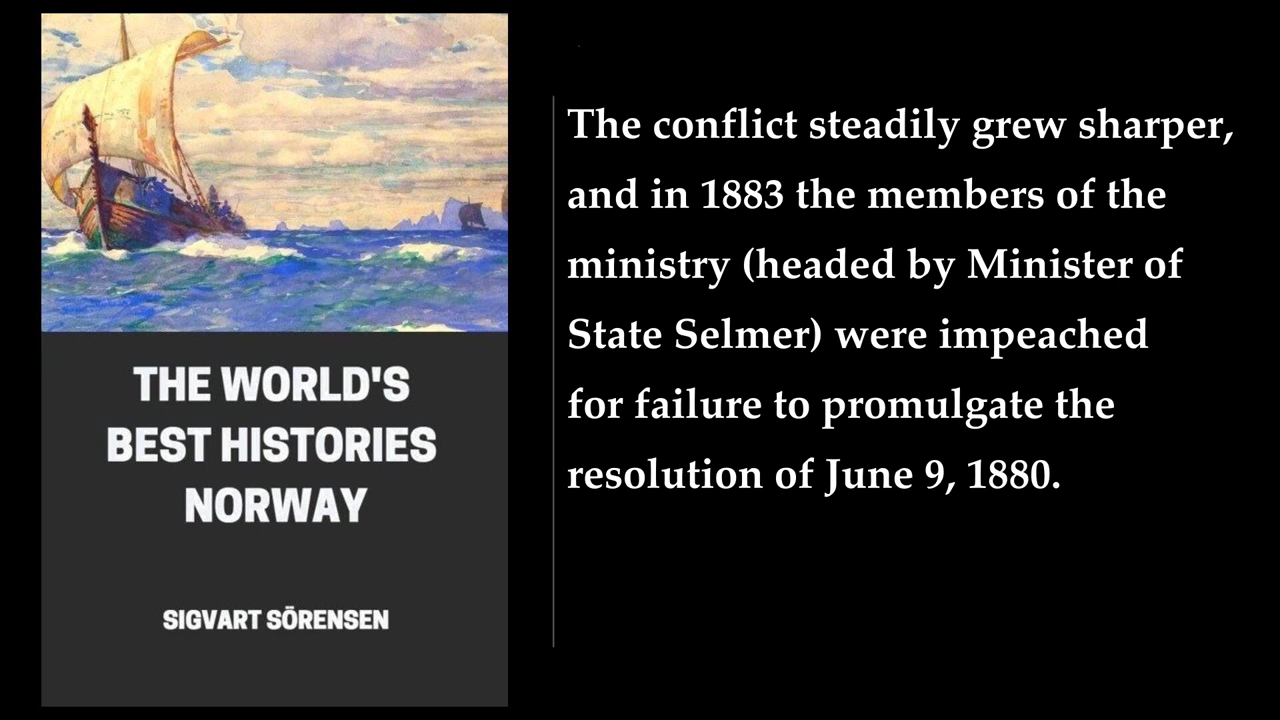 THE WORLD'S
BEST HISTORIES
NORWAY
SIGVART SÖRENSEN
The conflict steadily grew sharper,
and in 1883 the members of the
ministry (headed by Minister of
State Selmer) were impeached
for failure to promulgate the
resolution of June 9, 1880.